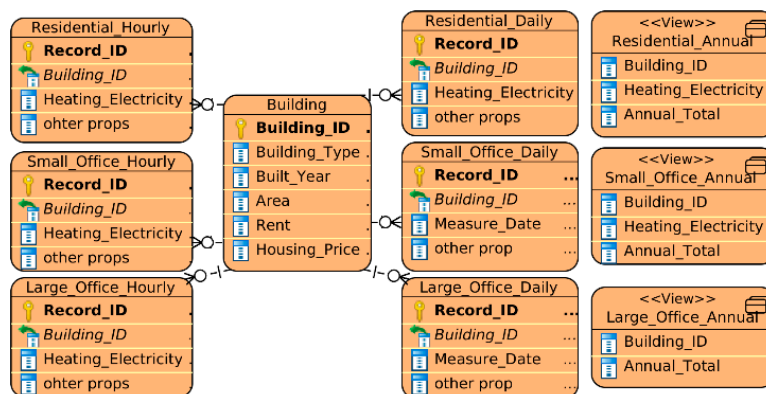 Residential_Hourly
Record_ID .
Building_ID .
Heating_Electricity .
ohter props .
Small_Office_Hourly
Record_ID .
Building_ID .
Heating_Electricity .
other props .
Large_Office_Hourly
Record_ID .
Building_ID .
Heating_Electricity .
ohter props .
Building
Building_ID .
Building_Type .
Built_Year .
Area .
Rent .
Housing_Price .
Residential_Daily
Record_ID
Building_ID
Heating_Electricity
other props
Small_Office_Daily
Record_ID ...
Building_ID ...
Measure_Date ...
other prop ...
Large_Office_Daily
Record_ID ...
Building_ID ...
Measure_Date ...
other prop ...
<<View>>
Residential_Annual
Building_ID
Heating_Electricity
Annual_Total
<<View>>
Small_Office_Annual
Building_ID
Heating_Electricity
Annual_Total
<<View>>
Large_Office_Annual
Building_ID
Annual_Total